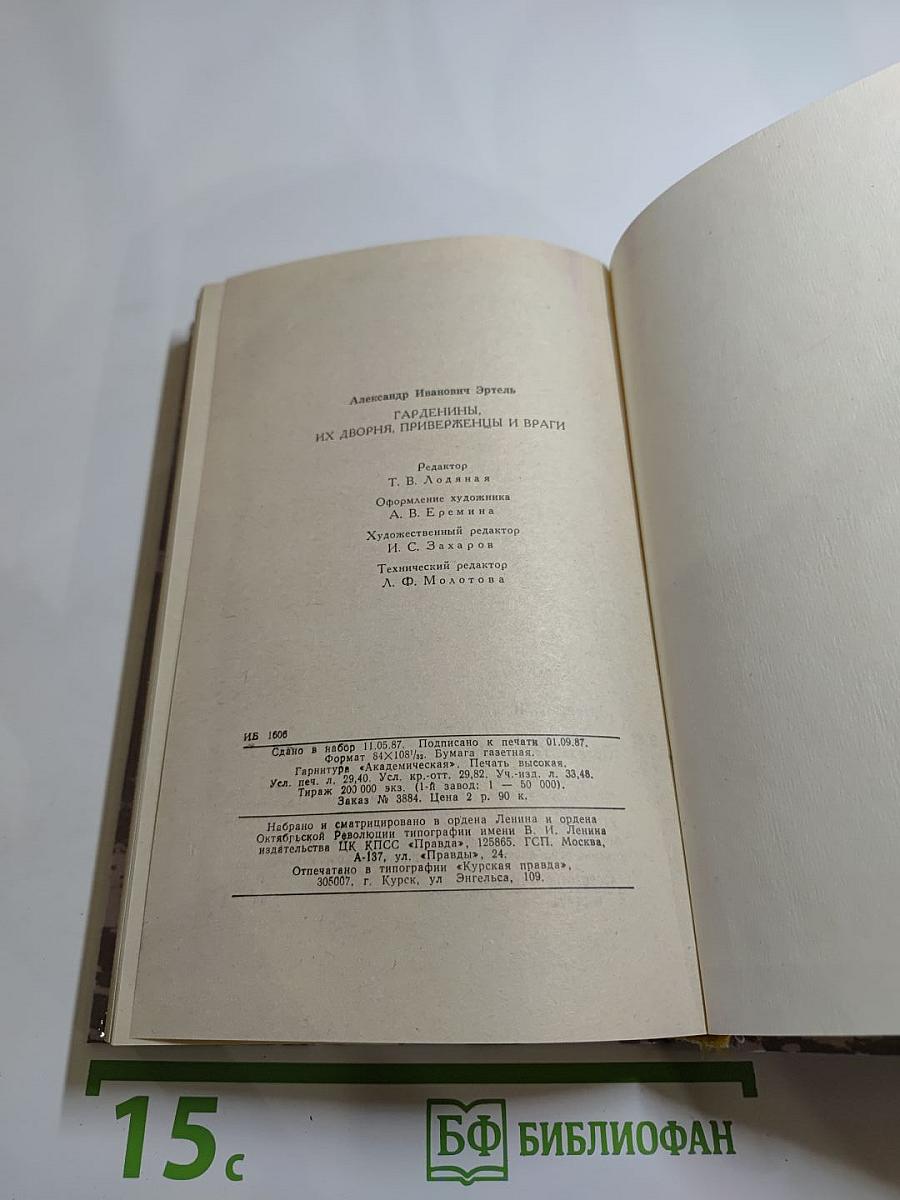 Александр Иванович Эртель
ГАРДЕНИНЫ,
ИХ ДВОРНЯ, ПРИВЕРЖЕНЦЫ И ВРАГИ
Редактор
Т. В. Лодяная
Оформление художника
А. В. Еремина
Художественный редактор
И. С. Захаров
Технический редактор
Л. Ф. Молотова
ИБ 1606
Сдано в набор 11.05.87. Подписано к печати 01.09.87.
Формат 84×108¹/₃₂. Бумага газетная.
Гарнитура «Академическая». Печать высокая.
Усл. печ. л. 29,40. Усл. кр.-отт. 29,82. Уч.-изд. л. 33,48.
Тираж 200 000 экз. (1-й завод: 1 — 50 000).
Заказ № 3884. Цена 2 р. 90 к.
Набрано и сматрицировано в ордена Ленина и ордена
Октябрьской Революции типографии имени В. И. Ленина
издательства ЦК КПСС «Правда», 125865. ГСП. Москва,
А-137, ул. «Правды», 24.
Отпечатано в типографии «Курская правда»,
305007, г. Курск, ул Энгельса, 109.
15 с
БФ БИБЛИОФАН